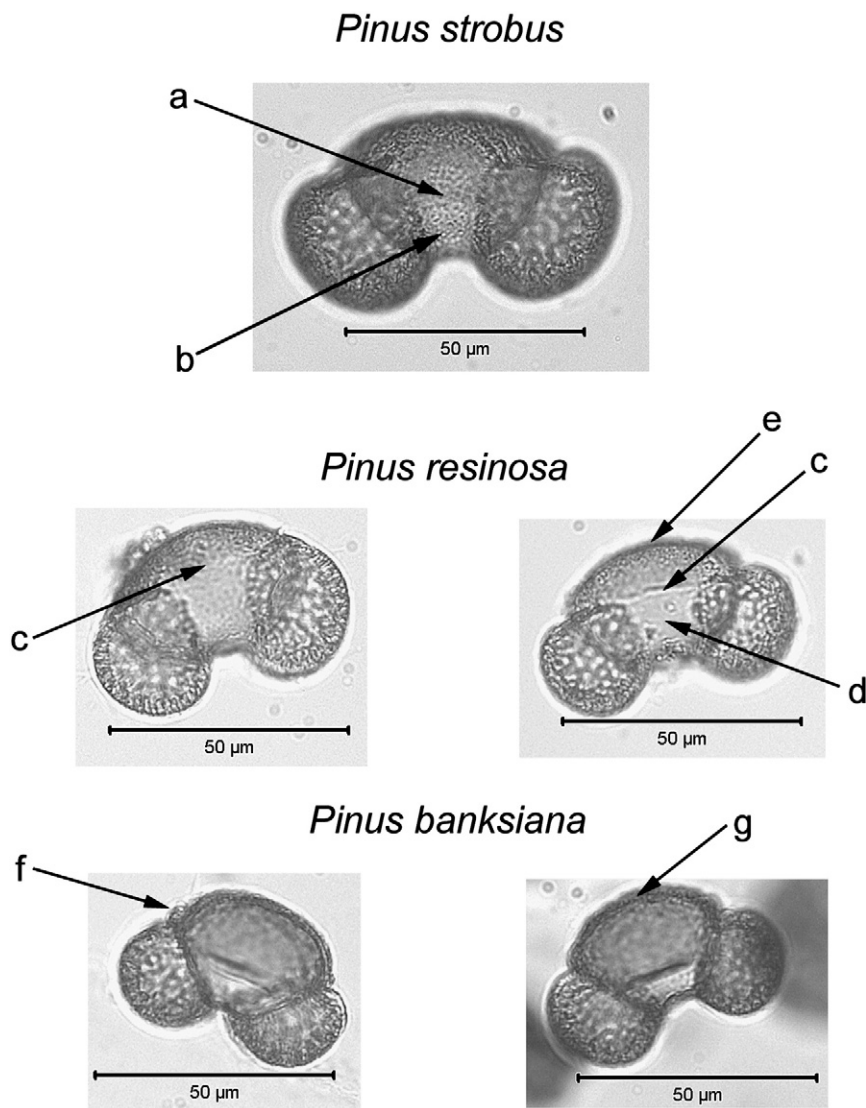 Pinus strobus
a
b
50 µm
Pinus resinosa
e
c
c
d
50 µm
50 µm
Pinus banksiana
f
g
50 µm
50 µm